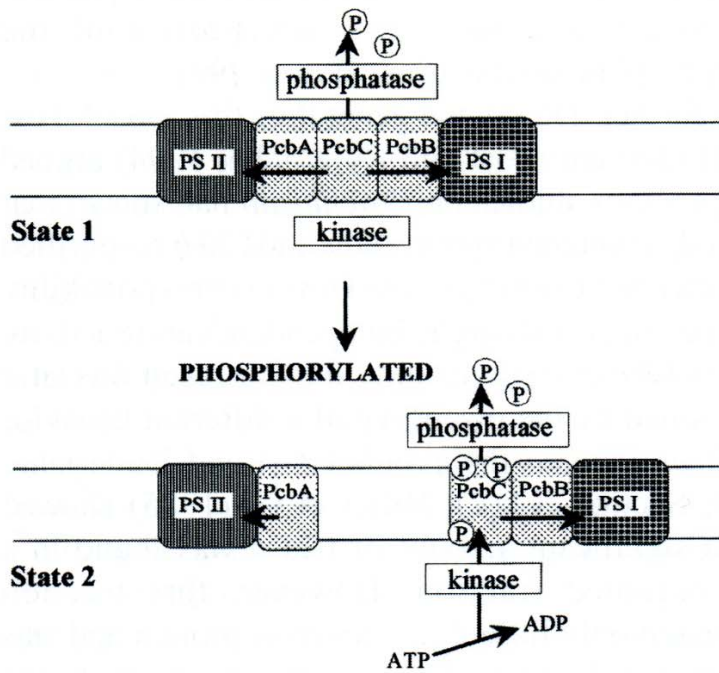 P
P
phosphatase
PS II PcbA PcbC PcbB PS I
State 1
kinase
PHOSPHORYLATED
P
P
phosphatase
P P
PS II PcbA PcbC PcbB PS I
P
State 2
kinase
ATP ADP